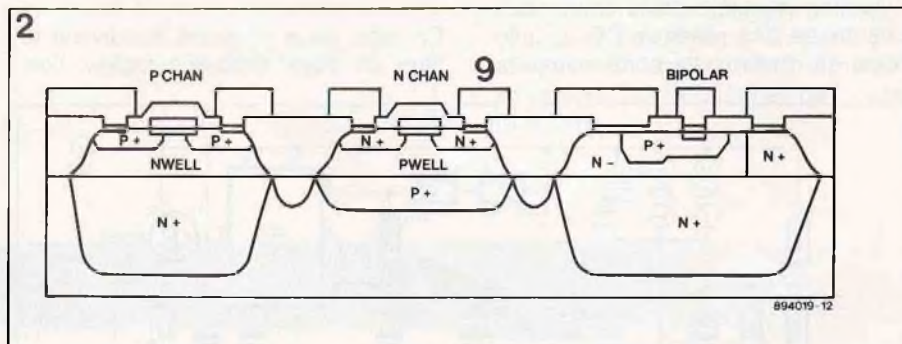 2
P CHAN N CHAN 9 BIPOLAR
P + P + N + N + N − P + N +
NWELL PWELL
P +
N + N +
894019-12